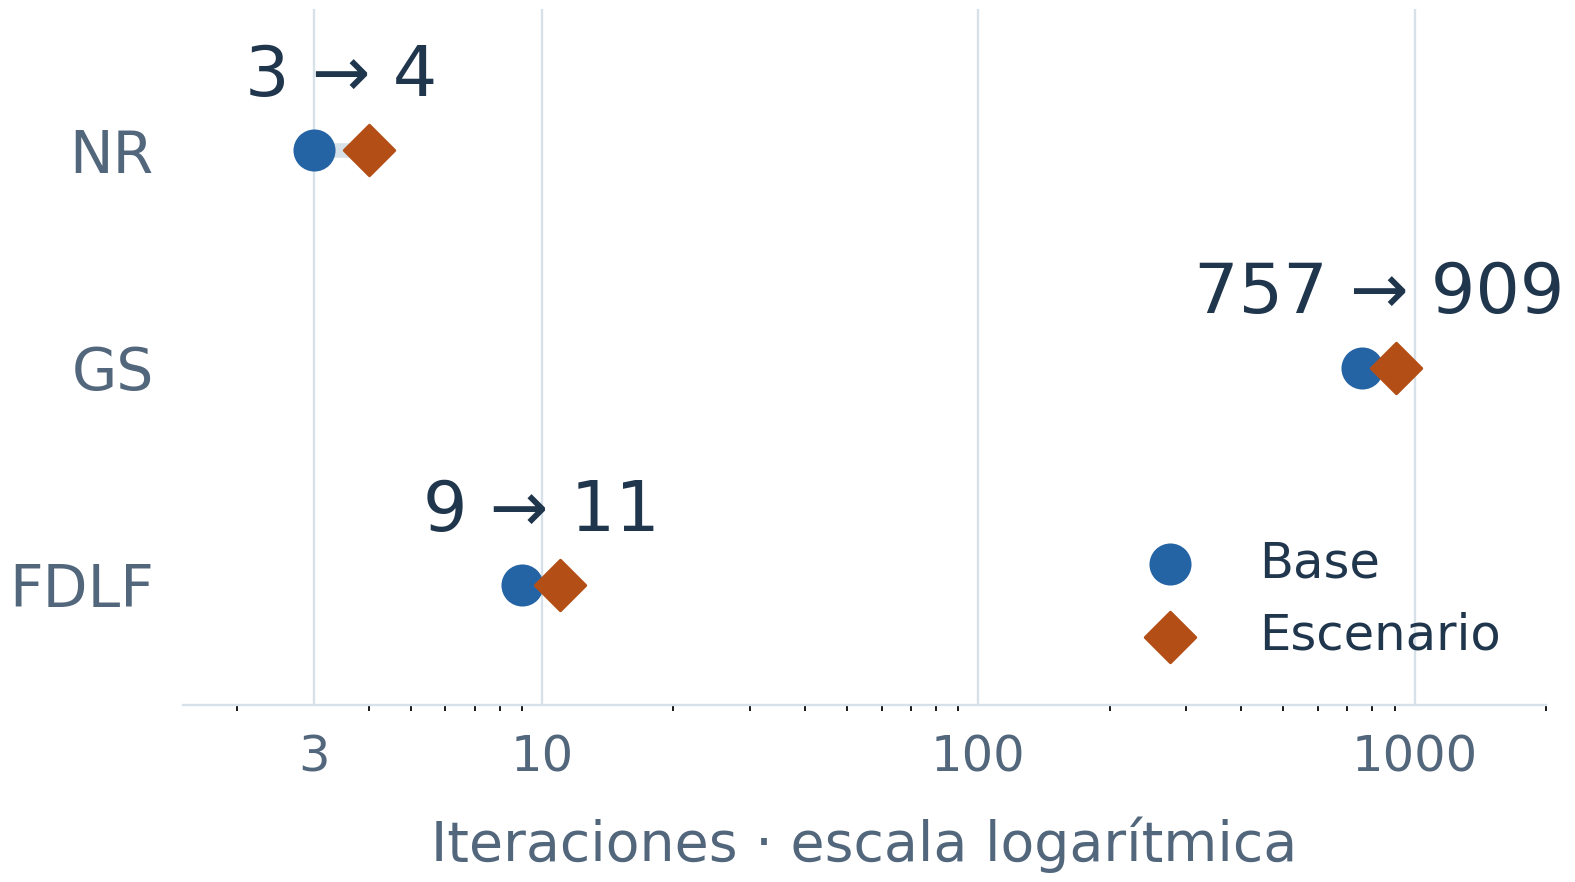 3 → 4
NR
757 → 909
GS
9 → 11
FDLF
Base
Escenario
3 10 100 1000
Iteraciones · escala logarítmica